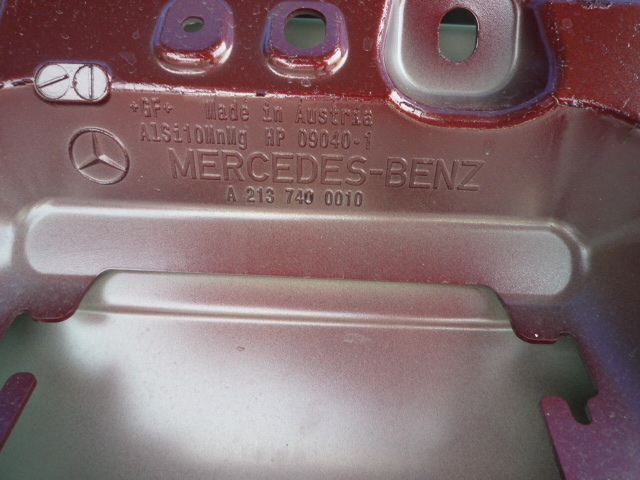 +GF+ Made in Austria
AlSi10MnMg HP 09040-1
MERCEDES-BENZ
A 213 740 0010